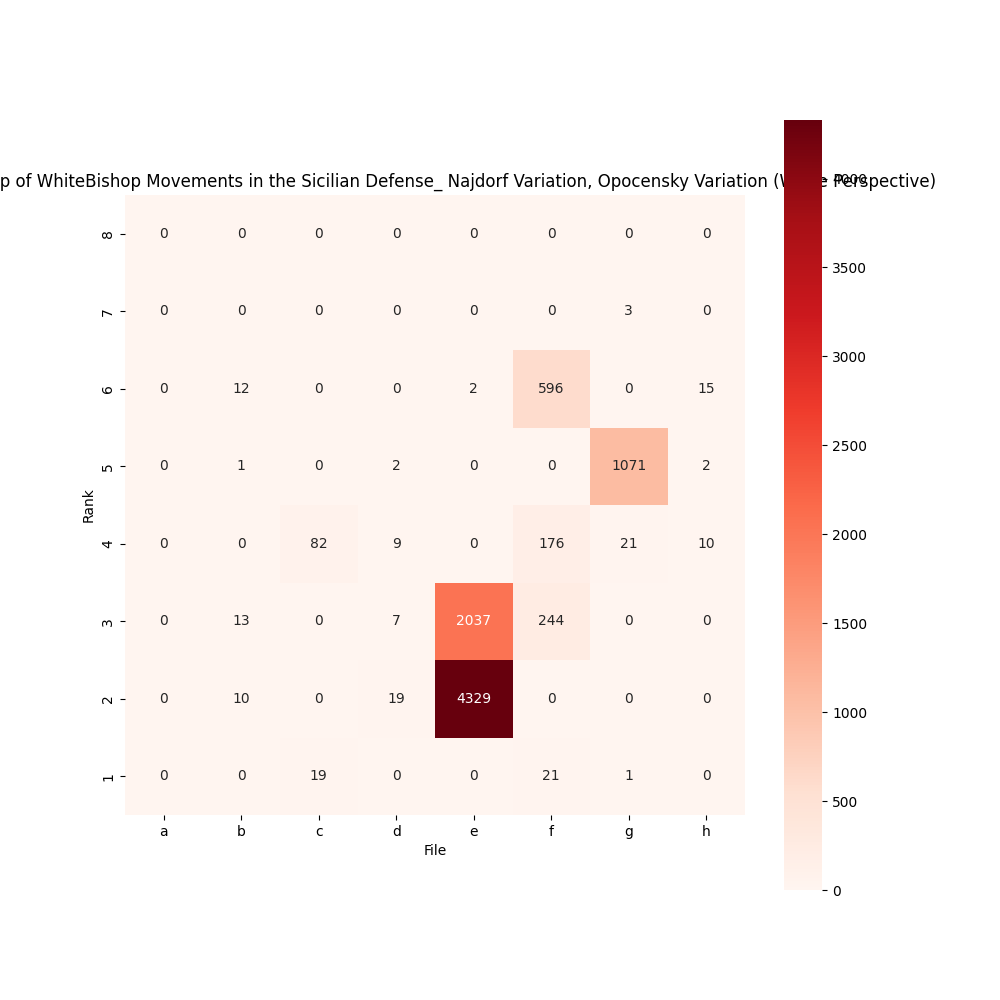 p of WhiteBishop Movements in the Sicilian Defense_ Najdorf Variation, Opocensky Variation (W Perspective)
4000
3500
3000
2500
2000
1500
1000
500
0
Rank
8 0 0 0 0 0 0 0 0
7 0 0 0 0 0 0 3 0
6 0 12 0 0 2 596 0 15
5 0 1 0 2 0 0 1071 2
4 0 0 82 9 0 176 21 10
3 0 13 0 7 2037 244 0 0
2 0 10 0 19 4329 0 0 0
1 0 0 19 0 0 21 1 0
a b c d e f g h
File